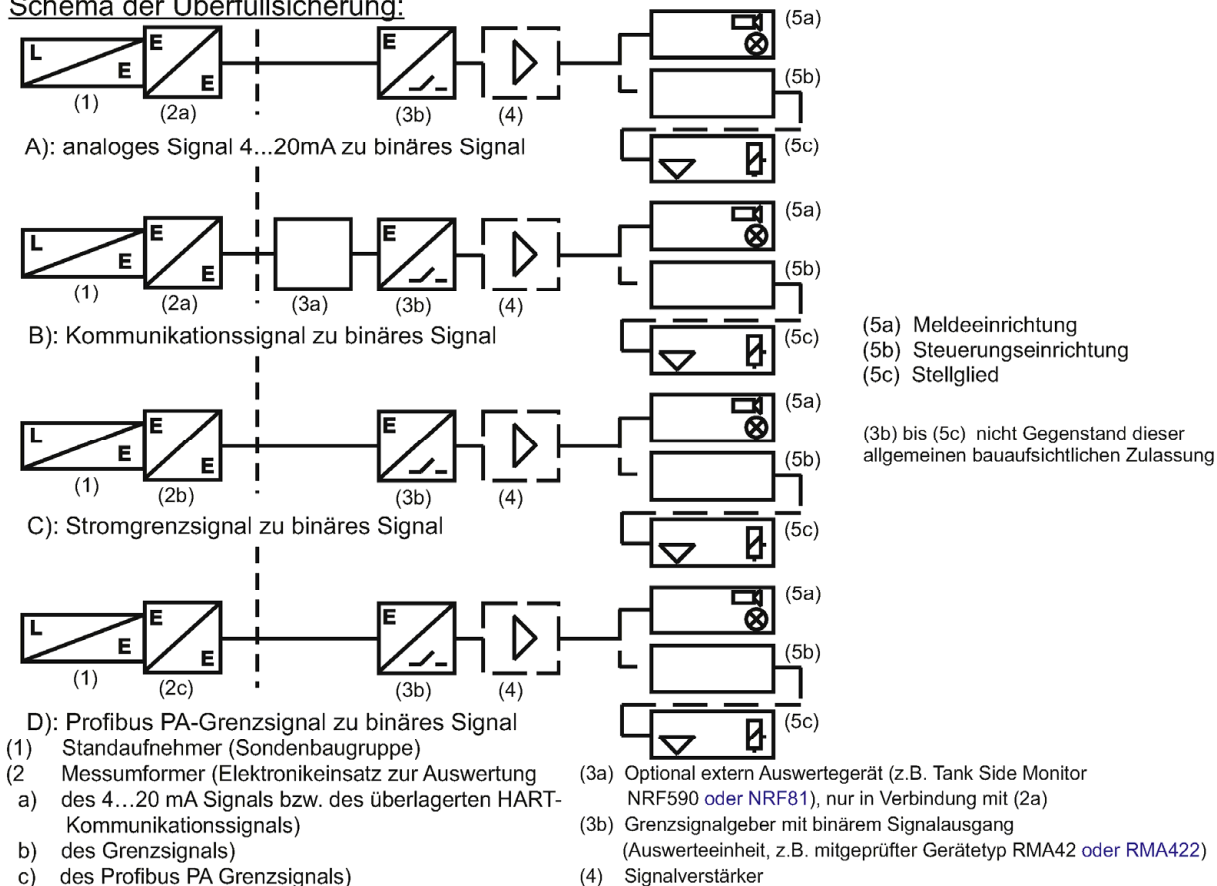 Schema der Überfüllsicherung:
L E E E E (5a)
(1) (2a) (3b) (4) (5b)
A): analoges Signal 4...20mA zu binäres Signal (5c)
L E E E E (5a)
(1) (2a) (3a) (3b) (4) (5b)
B): Kommunikationssignal zu binäres Signal (5c)
(5a) Meldeeinrichtung
(5b) Steuerungseinrichtung
(5c) Stellglied
L E E E E (5a)
(1) (2b) (3b) (4) (5b)
C): Stromgrenzsignal zu binäres Signal (5c)
(3b) bis (5c) nicht Gegenstand dieser
allgemeinen bauaufsichtlichen Zulassung
L E E E E (5a)
(1) (2c) (3b) (4) (5b)
D): Profibus PA-Grenzsignal zu binäres Signal (5c)
(1) Standaufnehmer (Sondenbaugruppe)
(2 Messumformer (Elektronikeinsatz zur Auswertung
a) des 4...20 mA Signals bzw. des überlagerten HART-
Kommunikationssignals)
b) des Grenzsignals)
c) des Profibus PA Grenzsignals)
(3a) Optional extern Auswertegerät (z.B. Tank Side Monitor
NRF590 oder NRF81), nur in Verbindung mit (2a)
(3b) Grenzsignalgeber mit binärem Signalausgang
(Auswerteeinheit, z.B. mitgeprüfter Gerätetyp RMA42 oder RMA422)
(4) Signalverstärker